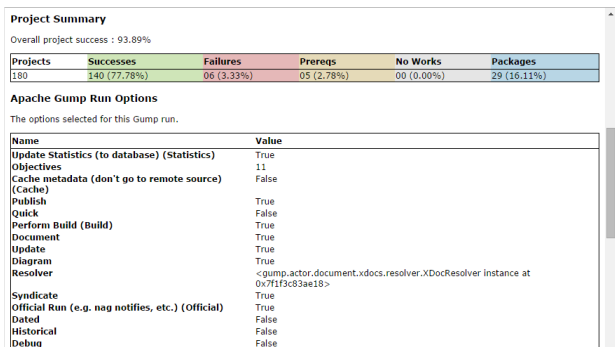 Project Summary
Overall project success : 93.89%
Projects Successes Failures Prereqs No Works Packages
180 140 (77.78%) 06 (3.33%) 05 (2.78%) 00 (0.00%) 29 (16.11%)
Apache Gump Run Options
The options selected for this Gump run.
Name Value
Update Statistics (to database) (Statistics) True
Objectives 11
Cache metadata (don't go to remote source) False
(Cache)
Publish True
Quick False
Perform Build (Build) True
Document True
Update True
Diagram True
Resolver <gump.actor.document.xdocs.resolver.XDocResolver instance at
0x7f1f3c83ae18>
Syndicate True
Official Run (e.g. nag notifies, etc.) (Official) True
Dated False
Historical False
Debug False